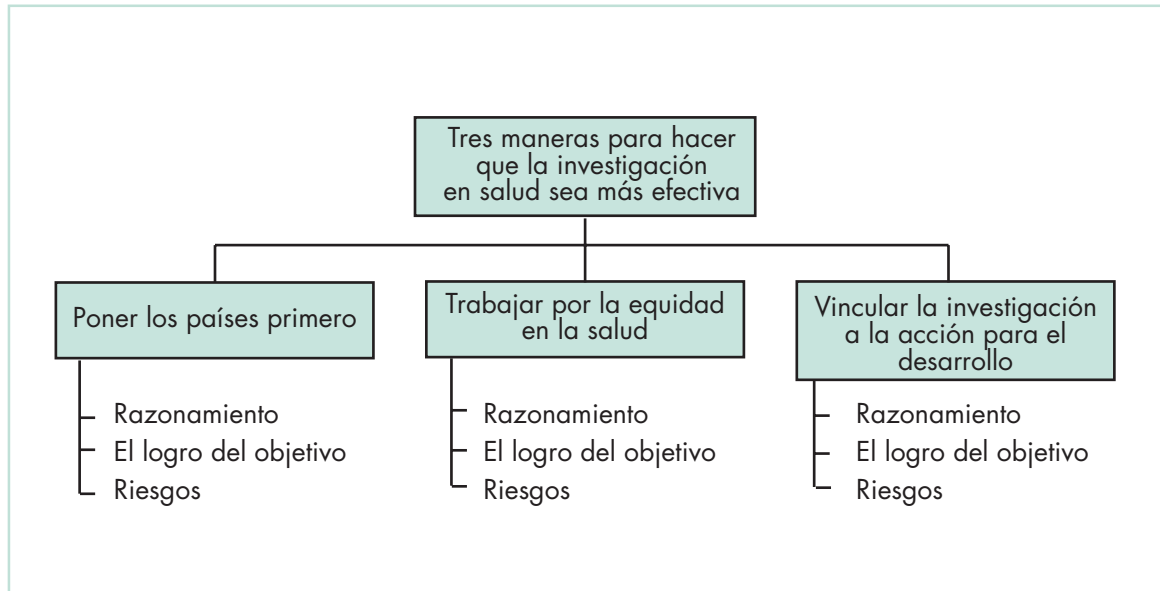 Tres maneras para hacer
que la investigación
en salud sea más efectiva
Poner los países primero
Razonamiento
El logro del objetivo
Riesgos
Trabajar por la equidad
en la salud
Razonamiento
El logro del objetivo
Riesgos
Vincular la investigación
a la acción para el
desarrollo
Razonamiento
El logro del objetivo
Riesgos